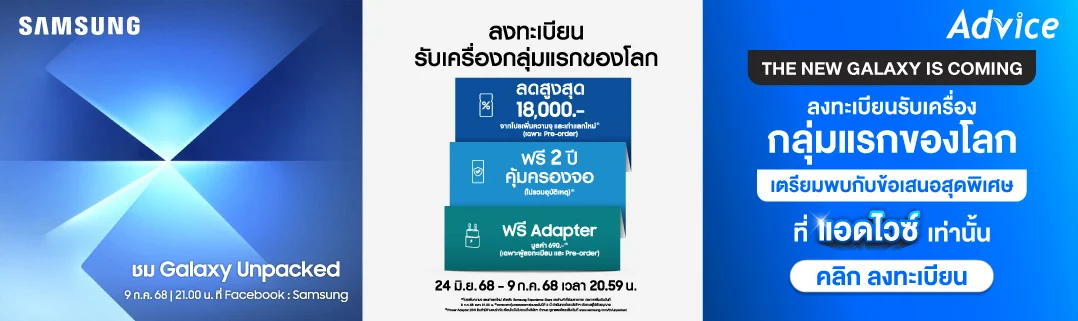 SAMSUNG
ชม Galaxy Unpacked
9 ก.ค. 68 | 21.00 น. ที่ Facebook : Samsung
ลงทะเบียน
รับเครื่องกลุ่มแรกของโลก
ลดสูงสุด
18,000.-
จากโปรเพิ่มความจุ และเก่าแลกใหม่*
(เฉพาะ Pre-order)
ฟรี 2 ปี
คุ้มครองจอ
(ไม่รวมอุบัติเหตุ)*
ฟรี Adapter
มูลค่า 690.-*
(เฉพาะผู้ลงทะเบียน และ Pre-order)
24 มิ.ย. 68 - 9 ก.ค. 68 เวลา 20.59 น.
Advice
THE NEW GALAXY IS COMING
ลงทะเบียนรับเครื่อง
กลุ่มแรกของโลก
เตรียมพบกับข้อเสนอสุดพิเศษ
ที่ แอดไวซ์ เท่านั้น
คลิก ลงทะเบียน